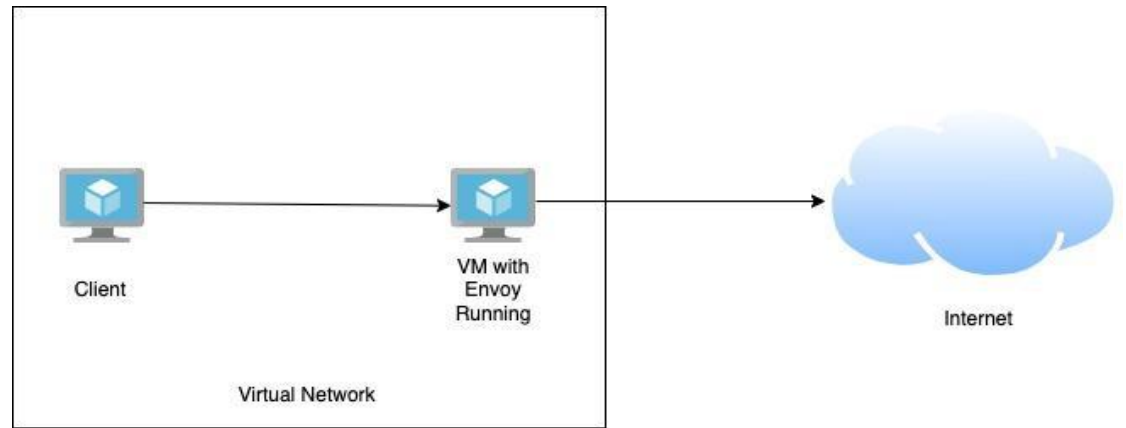 Client
VM with
Envoy
Running
Virtual Network
Internet